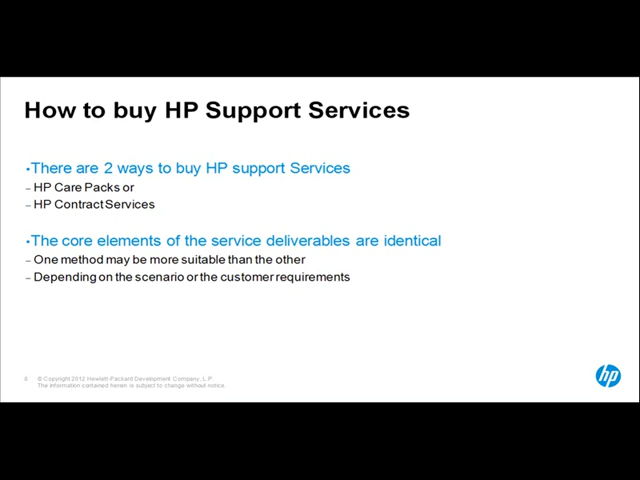 How to buy HP Support Services
•There are 2 ways to buy HP support Services
– HP Care Packs or
– HP Contract Services
•The core elements of the service deliverables are identical
– One method may be more suitable than the other
– Depending on the scenario or the customer requirements
© Copyright 2012 Hewlett-Packard Development Company, L.P.
The information contained herein is subject to change without notice.
hp